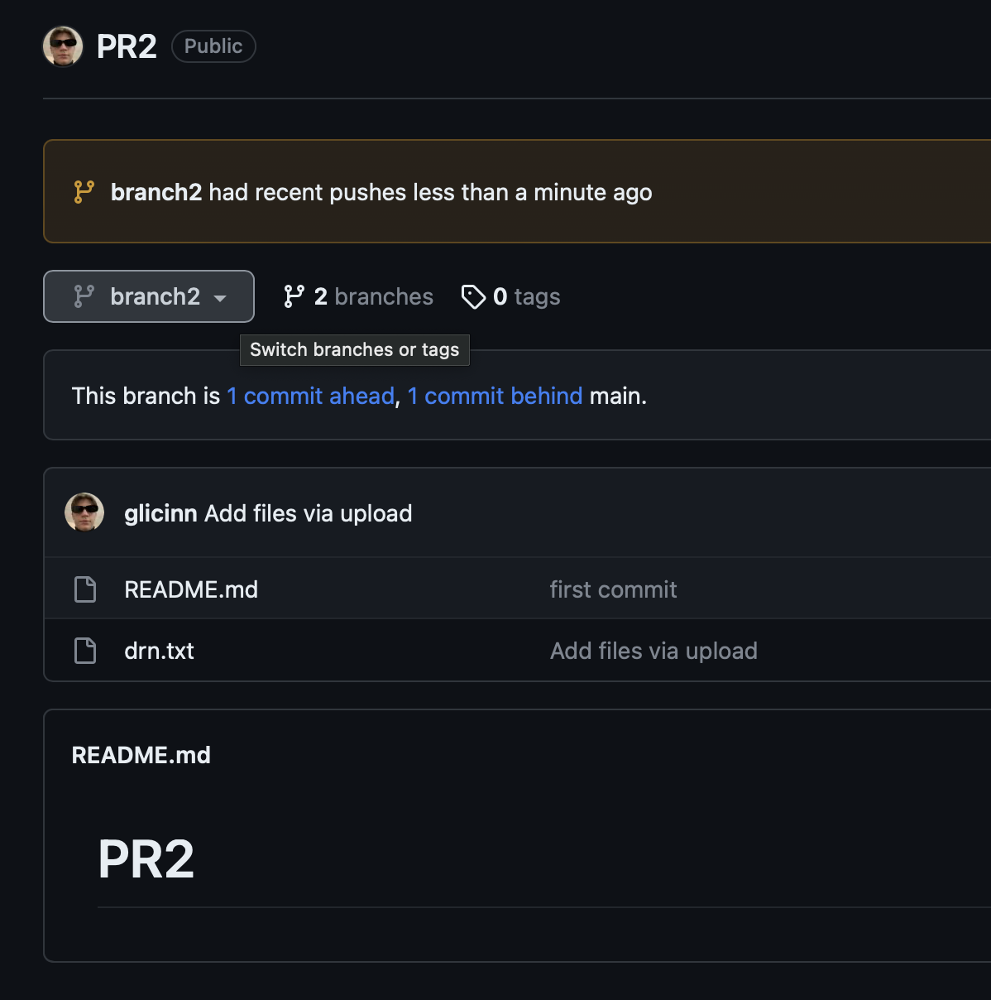 PR2 Public
branch2 had recent pushes less than a minute ago
branch2 2 branches 0 tags
Switch branches or tags
This branch is 1 commit ahead, 1 commit behind main.
glicinn Add files via upload
README.md first commit
drn.txt Add files via upload
README.md
PR2